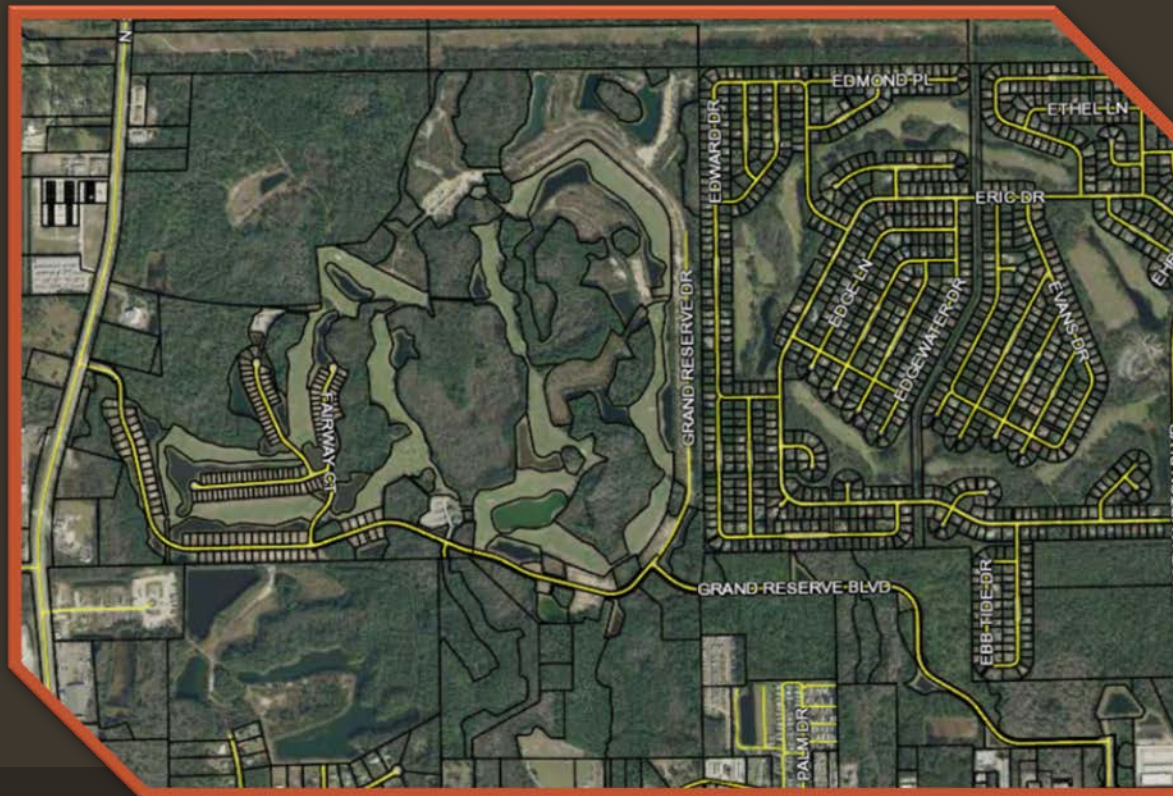 N
EDMOND PL
ETHEL LN
EDWARD DR
ERIC DR
EDGE LN
EDGEWATER DR
EVANS DR
GRAND RESERVE DR
FAIRWAY CT
GRAND RESERVE BLVD
EBB TIDE DR
PALM DR